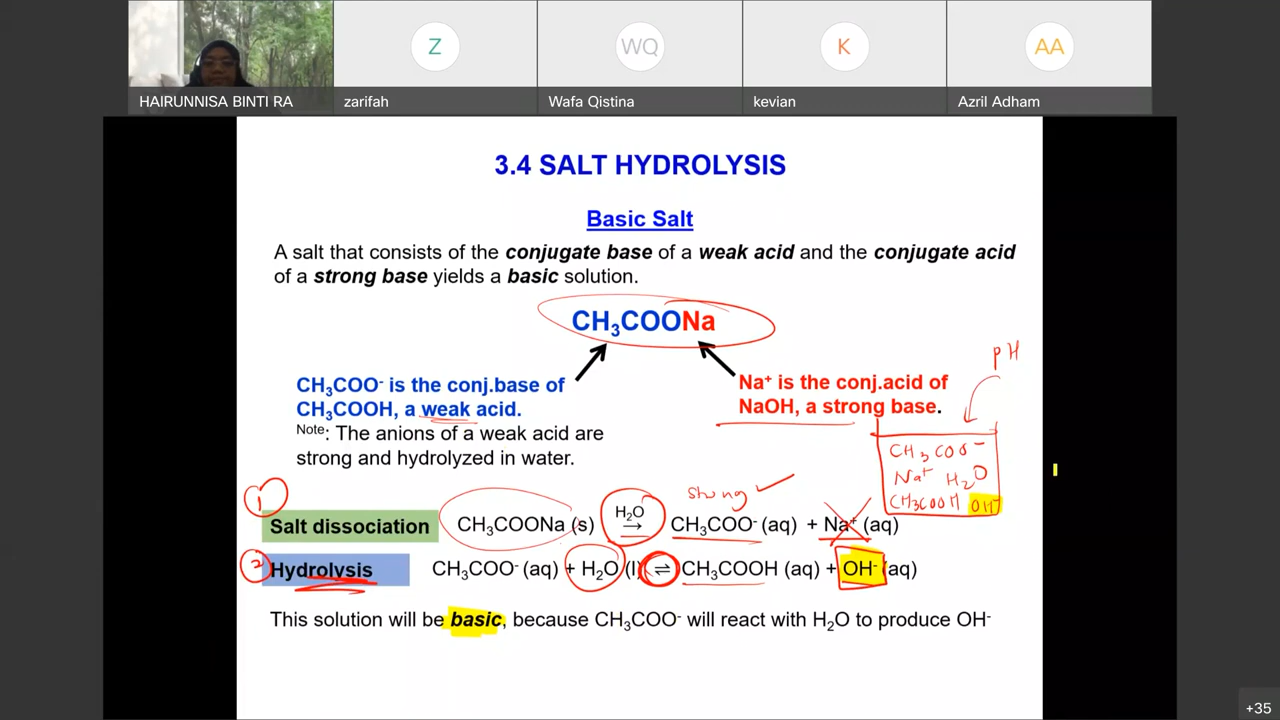 Z
WQ
K
AA
HAIRUNNISA BINTI RA
zarifah
Wafa Qistina
kevian
Azril Adham
3.4 SALT HYDROLYSIS
Basic Salt
A salt that consists of the conjugate base of a weak acid and the conjugate acid
of a strong base yields a basic solution.
CH₃COONa
pH
CH₃COO⁻ is the conj.base of
CH₃COOH, a weak acid.
Note: The anions of a weak acid are
strong and hydrolyzed in water.
Na⁺ is the conj.acid of
NaOH, a strong base.
CH₃COO⁻
Na⁺ H₂O
CH₃COOH OH⁻
strong ✓
1
Salt dissociation CH₃COONa (s) H₂O → CH₃COO⁻ (aq) + Na⁺ (aq)
2
Hydrolysis CH₃COO⁻ (aq) + H₂O (l) ⇌ CH₃COOH (aq) + OH⁻ (aq)
This solution will be basic, because CH₃COO⁻ will react with H₂O to produce OH⁻
+35